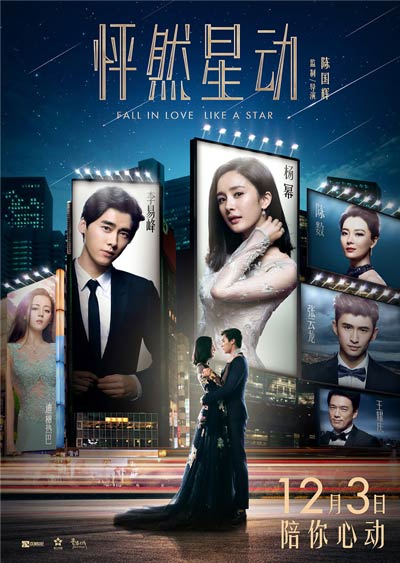 怦然星动
FALL IN LOVE LIKE A STAR
监制/导演
陈国辉
李易峰
杨幂
陈数
张云龙
迪丽热巴
王耀庆
12月3日
陪你心动